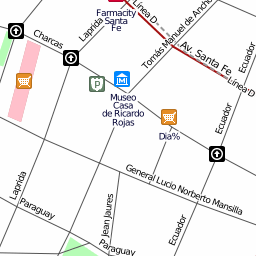 Línea D
Farmacity
Santa
Fe
Laprida
Charcas
Tomás Manuel de Anchorena
Av. Santa Fe
Línea D
Museo
Casa
de Ricardo
Rojas
Dia%
Ecuador
Ecuador
General Lucio Norberto Mansilla
Laprida
Paraguay
Jean Jaures
Paraguay
Ecuador